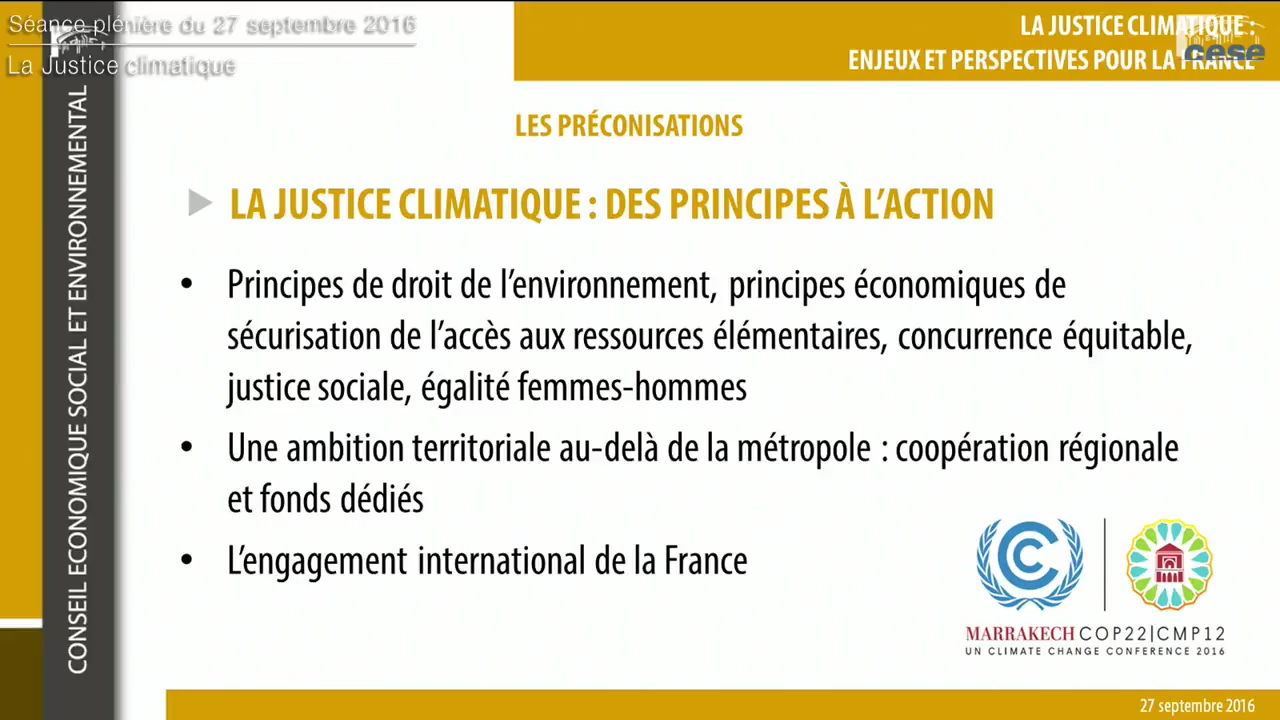 Séance plénière du 27 septembre 2016
La Justice climatique
LA JUSTICE CLIMATIQUE :
ENJEUX ET PERSPECTIVES POUR LA FRANCE
cese
CONSEIL ECONOMIQUE SOCIAL ET ENVIRONNEMENTAL
LES PRÉCONISATIONS
LA JUSTICE CLIMATIQUE : DES PRINCIPES À L’ACTION
• Principes de droit de l’environnement, principes économiques de
sécurisation de l’accès aux ressources élémentaires, concurrence équitable,
justice sociale, égalité femmes-hommes
• Une ambition territoriale au-delà de la métropole : coopération régionale
et fonds dédiés
• L’engagement international de la France
MARRAKECH COP22|CMP12
UN CLIMATE CHANGE CONFERENCE 2016
27 septembre 2016